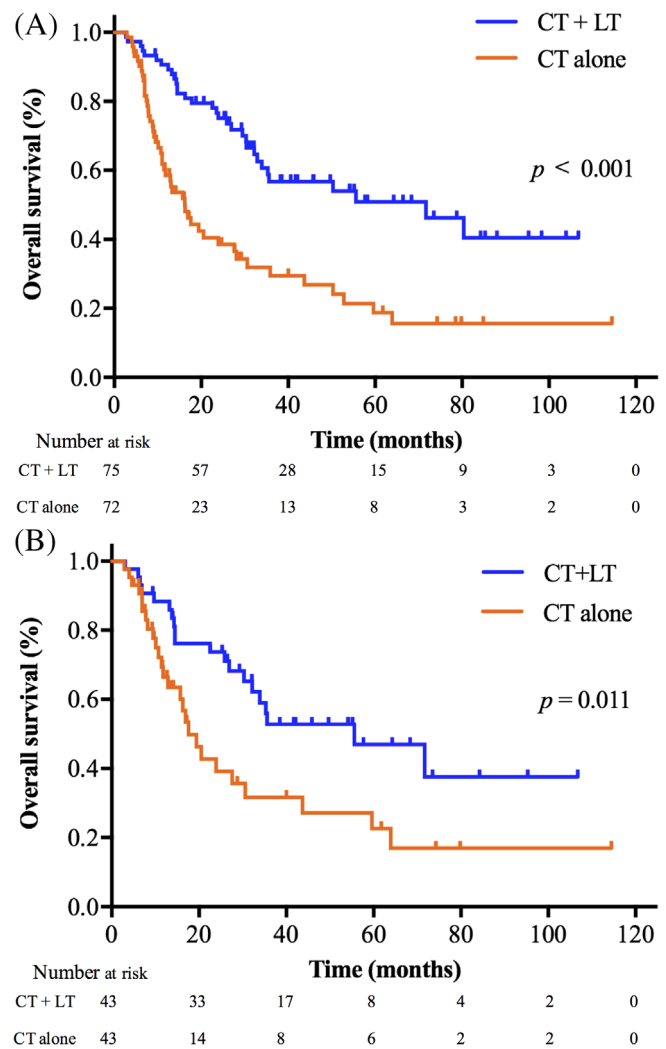 (A)
CT + LT
CT alone
p < 0.001
Overall survival (%)
1.0
0.8
0.6
0.4
0.2
0.0
0 20 40 60 80 100 120
Number at risk Time (months)
CT + LT 75 57 28 15 9 3 0
CT alone 72 23 13 8 3 2 0
(B)
CT+LT
CT alone
p = 0.011
Overall survival (%)
1.0
0.8
0.6
0.4
0.2
0.0
0 20 40 60 80 100 120
Number at risk Time (months)
CT + LT 43 33 17 8 4 2 0
CT alone 43 14 8 6 2 2 0